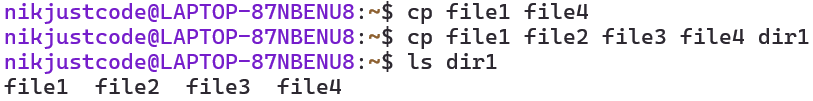 nikjustcode@LAPTOP-87NBENU8:~$ cp file1 file4
nikjustcode@LAPTOP-87NBENU8:~$ cp file1 file2 file3 file4 dir1
nikjustcode@LAPTOP-87NBENU8:~$ ls dir1
file1  file2  file3  file4